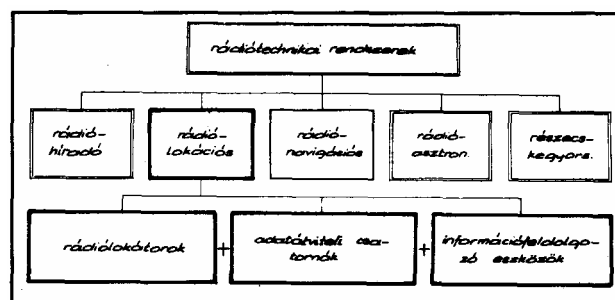 rádiótechnikai rendszerek
rádió-
híradó
rádió-
lokációs
rádió-
navigációs
rádió-
asztron.
részecs-
kegyors.
rádiólokátorok
+
adatátviteli csa-
tornák
+
információfeldolgo-
zó eszközök